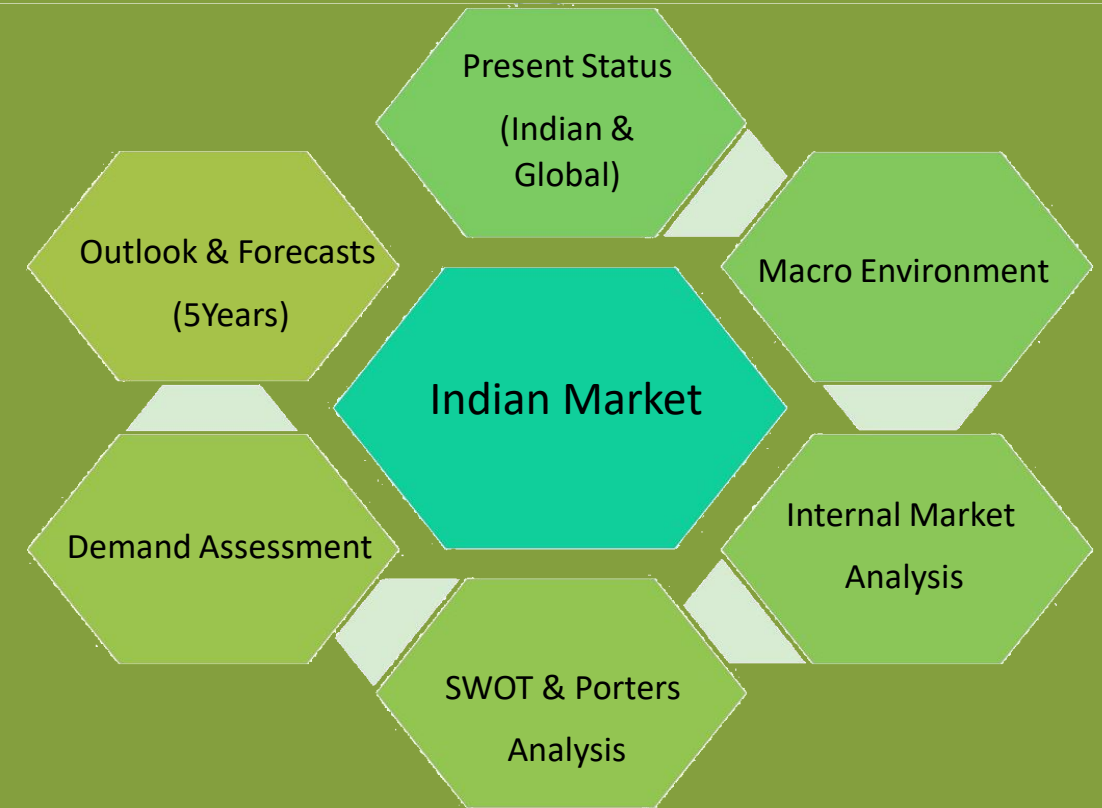 Present Status
(Indian &
Global)
Macro Environment
Internal Market
Analysis
SWOT & Porters
Analysis
Demand Assessment
Outlook & Forecasts
(5Years)
Indian Market